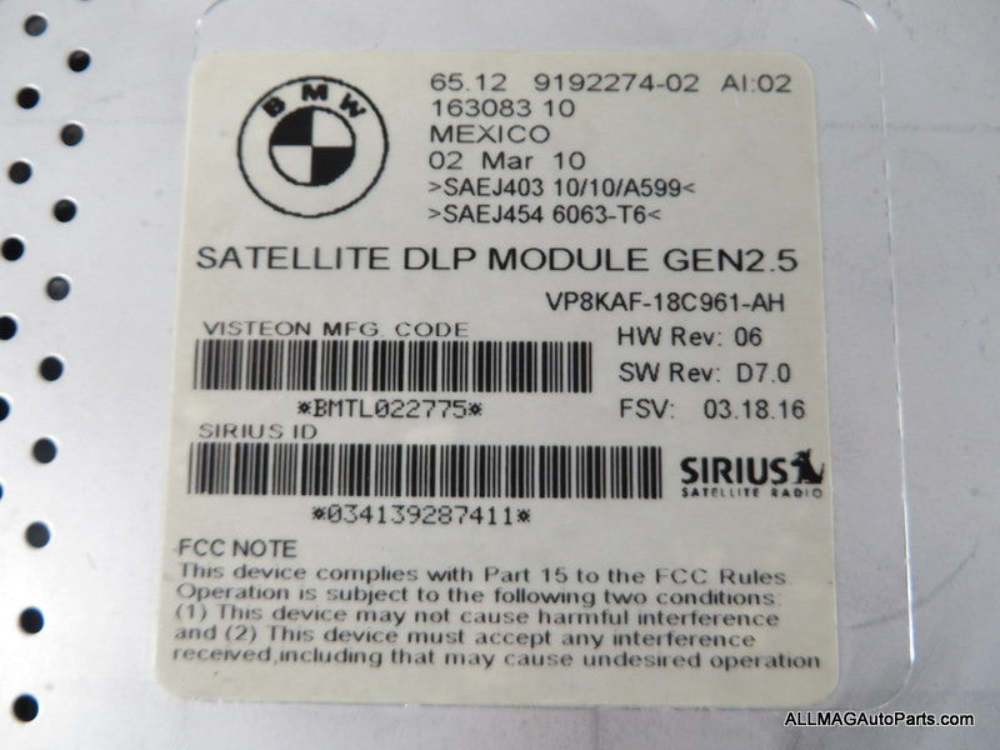 BMW
65.12 9192274-02 AI:02
163083 10
MEXICO
02 Mar 10
>SAEJ403 10/10/A599<
>SAEJ454 6063-T6<
SATELLITE DLP MODULE GEN2.5
VP8KAF-18C961-AH
VISTEON MFG. CODE
HW Rev: 06
SW Rev: D7.0
*BMTL022775*
FSV: 03.18.16
SIRIUS ID
SIRIUS
SATELLITE RADIO
*034139287411*
FCC NOTE
This device complies with Part 15 to the FCC Rules
Operation is subject to the following two conditions:
(1) This device may not cause harmful interference
and (2) This device must accept any interference
received,including that may cause undesired operation
ALLMAGAutoParts.com